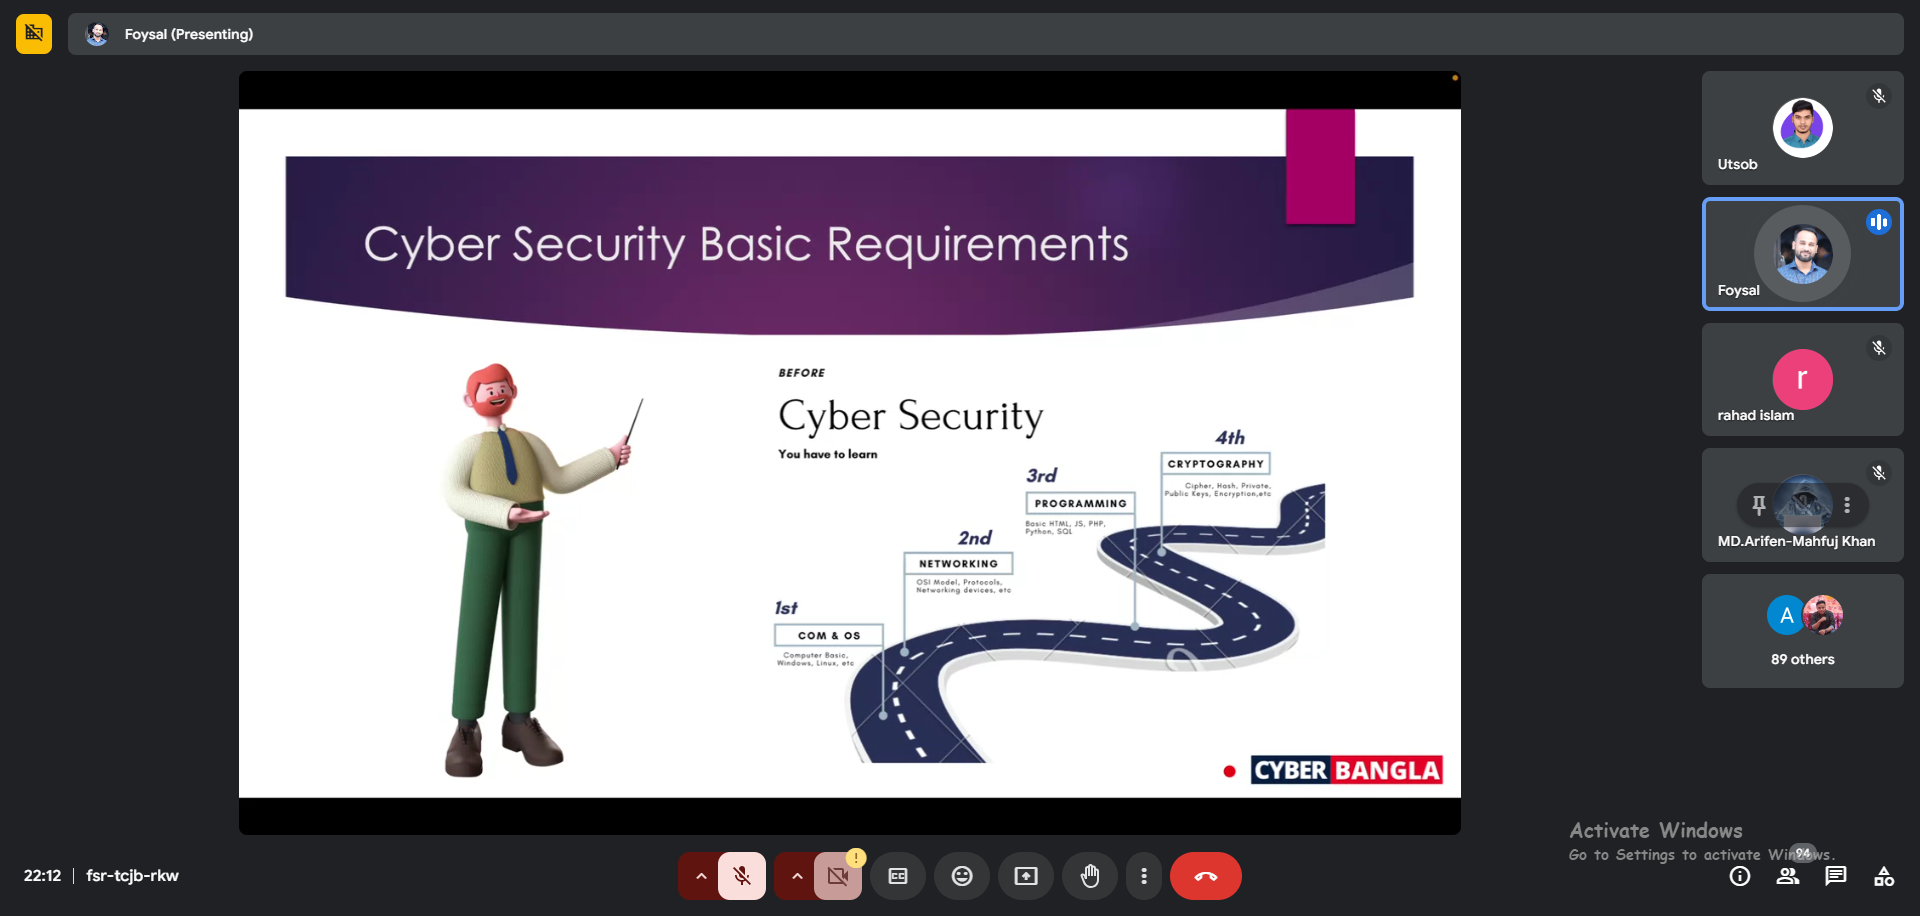 Foysal (Presenting)
Cyber Security Basic Requirements
BEFORE
Cyber Security
You have to learn
4th
CRYPTOGRAPHY
Cipher, Hash, Private,
Public Keys, Encryption,etc
3rd
PROGRAMMING
Basic HTML, JS, PHP,
Python, SQL
2nd
NETWORKING
OSI Model, Protocols,
Networking devices, etc
1st
COM & OS
Computer Basic,
Windows, Linux, etc
CYBER BANGLA
Utsob
Foysal
r
rahad islam
MD.Arifen-Mahfuj Khan
A
89 others
Activate Windows
Go to Settings to activate Windows.
94
22:12 | fsr-tcjb-rkw